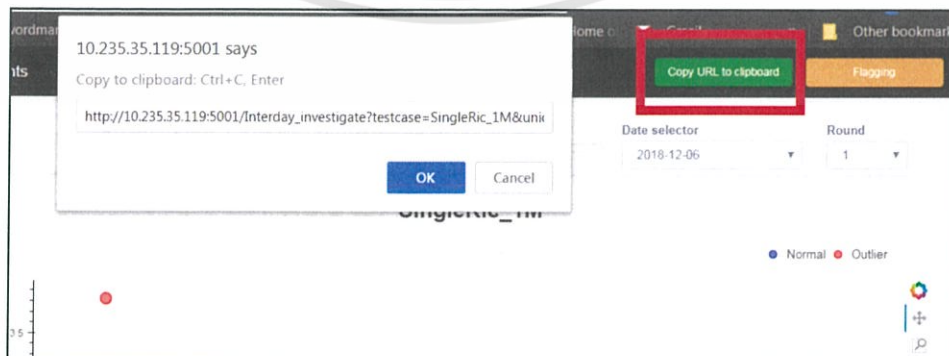 10.235.35.119:5001 says
Other bookmar
Copy to clipboard: Ctrl+C, Enter
Copy URL to clipboard
Flagging
http://10.235.35.119:5001/Interday_investigate?testcase=SingleRic_1M&uni
Date selector
Round
2018-12-06
1
OK
Cancel
SingleRic_1M
Normal
Outlier